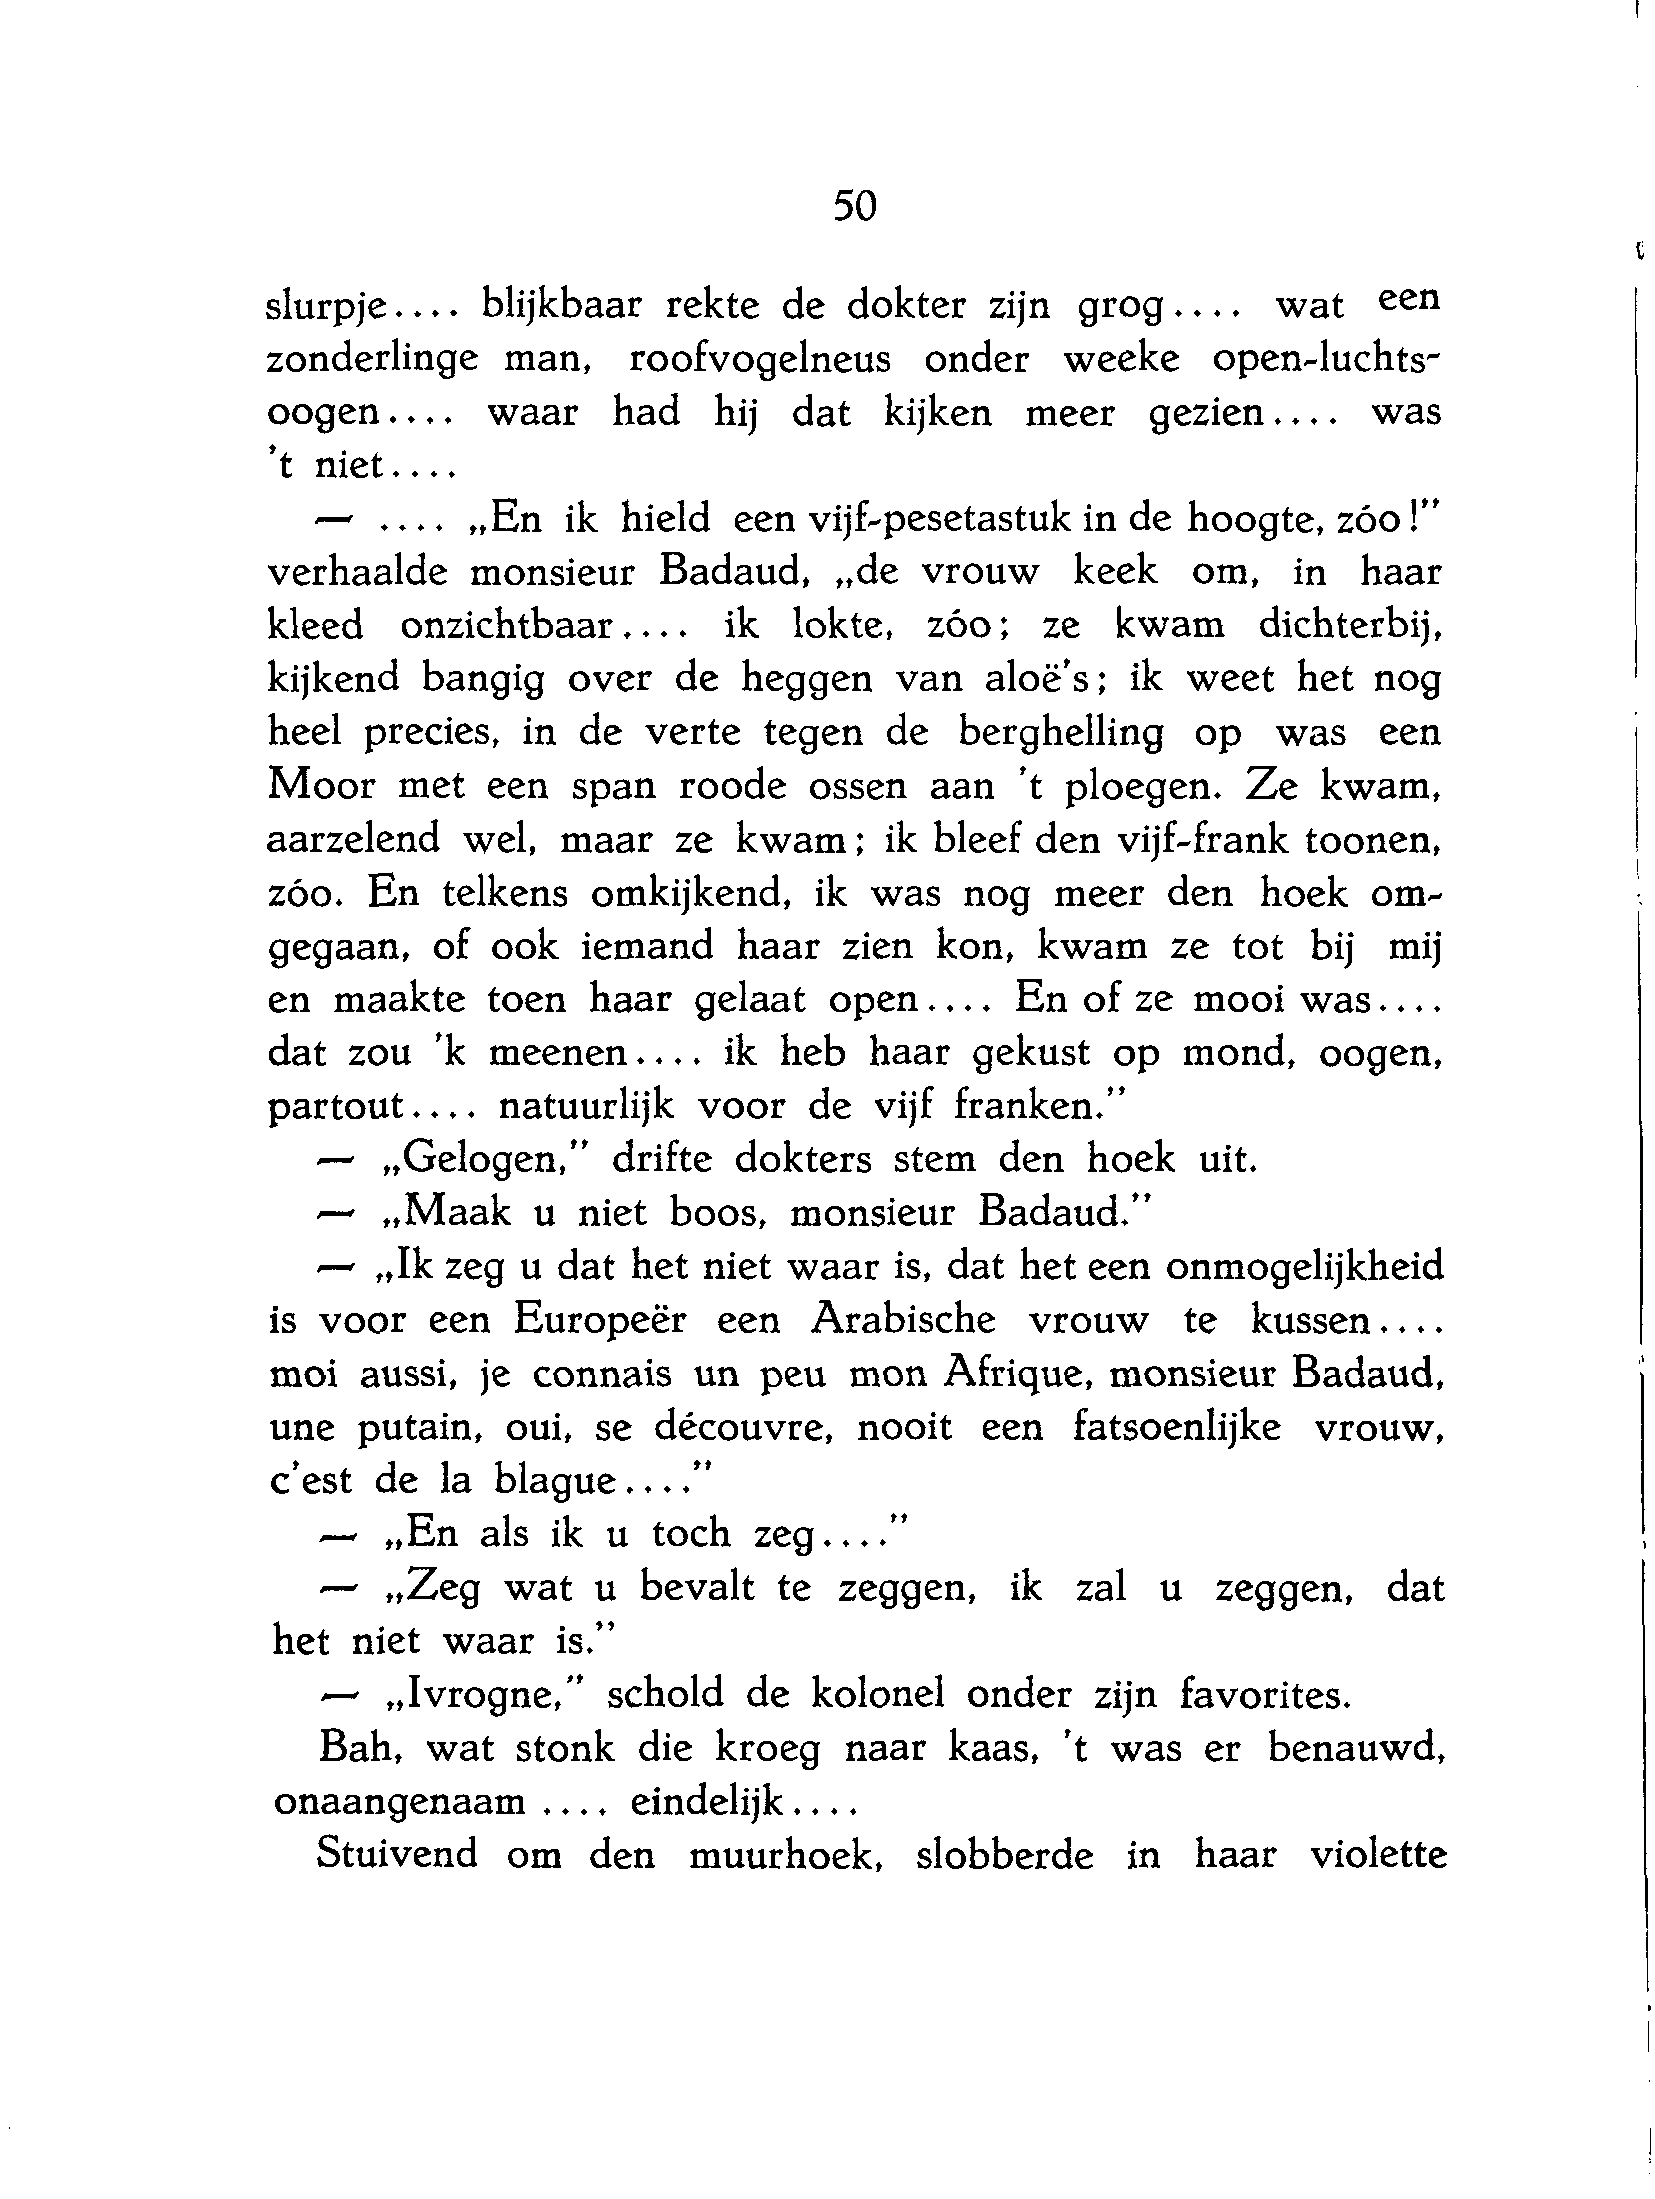 50
slurpje.... blijkbaar rekte de dokter zijn grog.... wat een
zonderlinge man, roofvogelneus onder weeke open-luchts-
oogen.... waar had hij dat kijken meer gezien.... was
't niet....
— .... „En ik hield een vijf-pesetastuk in de hoogte, zóo!”
verhaalde monsieur Badaud, „de vrouw keek om, in haar
kleed onzichtbaar.... ik lokte, zóo; ze kwam dichterbij,
kijkend bangig over de heggen van aloë's; ik weet het nog
heel precies, in de verte tegen de berghelling op was een
Moor met een span roode ossen aan 't ploegen. Ze kwam,
aarzelend wel, maar ze kwam; ik bleef den vijf-frank toonen,
zóo. En telkens omkijkend, ik was nog meer den hoek om-
gegaan, of ook iemand haar zien kon, kwam ze tot bij mij
en maakte toen haar gelaat open.... En of ze mooi was....
dat zou 'k meenen.... ik heb haar gekust op mond, oogen,
partout.... natuurlijk voor de vijf franken.”
— „Gelogen,” drifte dokters stem den hoek uit.
— „Maak u niet boos, monsieur Badaud.”
— „Ik zeg u dat het niet waar is, dat het een onmogelijkheid
is voor een Europeër een Arabische vrouw te kussen....
moi aussi, je connais un peu mon Afrique, monsieur Badaud,
une putain, oui, se découvre, nooit een fatsoenlijke vrouw,
c'est de la blague....”
— „En als ik u toch zeg....”
— „Zeg wat u bevalt te zeggen, ik zal u zeggen, dat
het niet waar is.”
— „Ivrogne,” schold de kolonel onder zijn favorites.
Bah, wat stonk die kroeg naar kaas, 't was er benauwd,
onaangenaam .... eindelijk....
Stuivend om den muurhoek, slobberde in haar violette